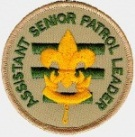 ASSISTANT SENIOR PATROL LEADER